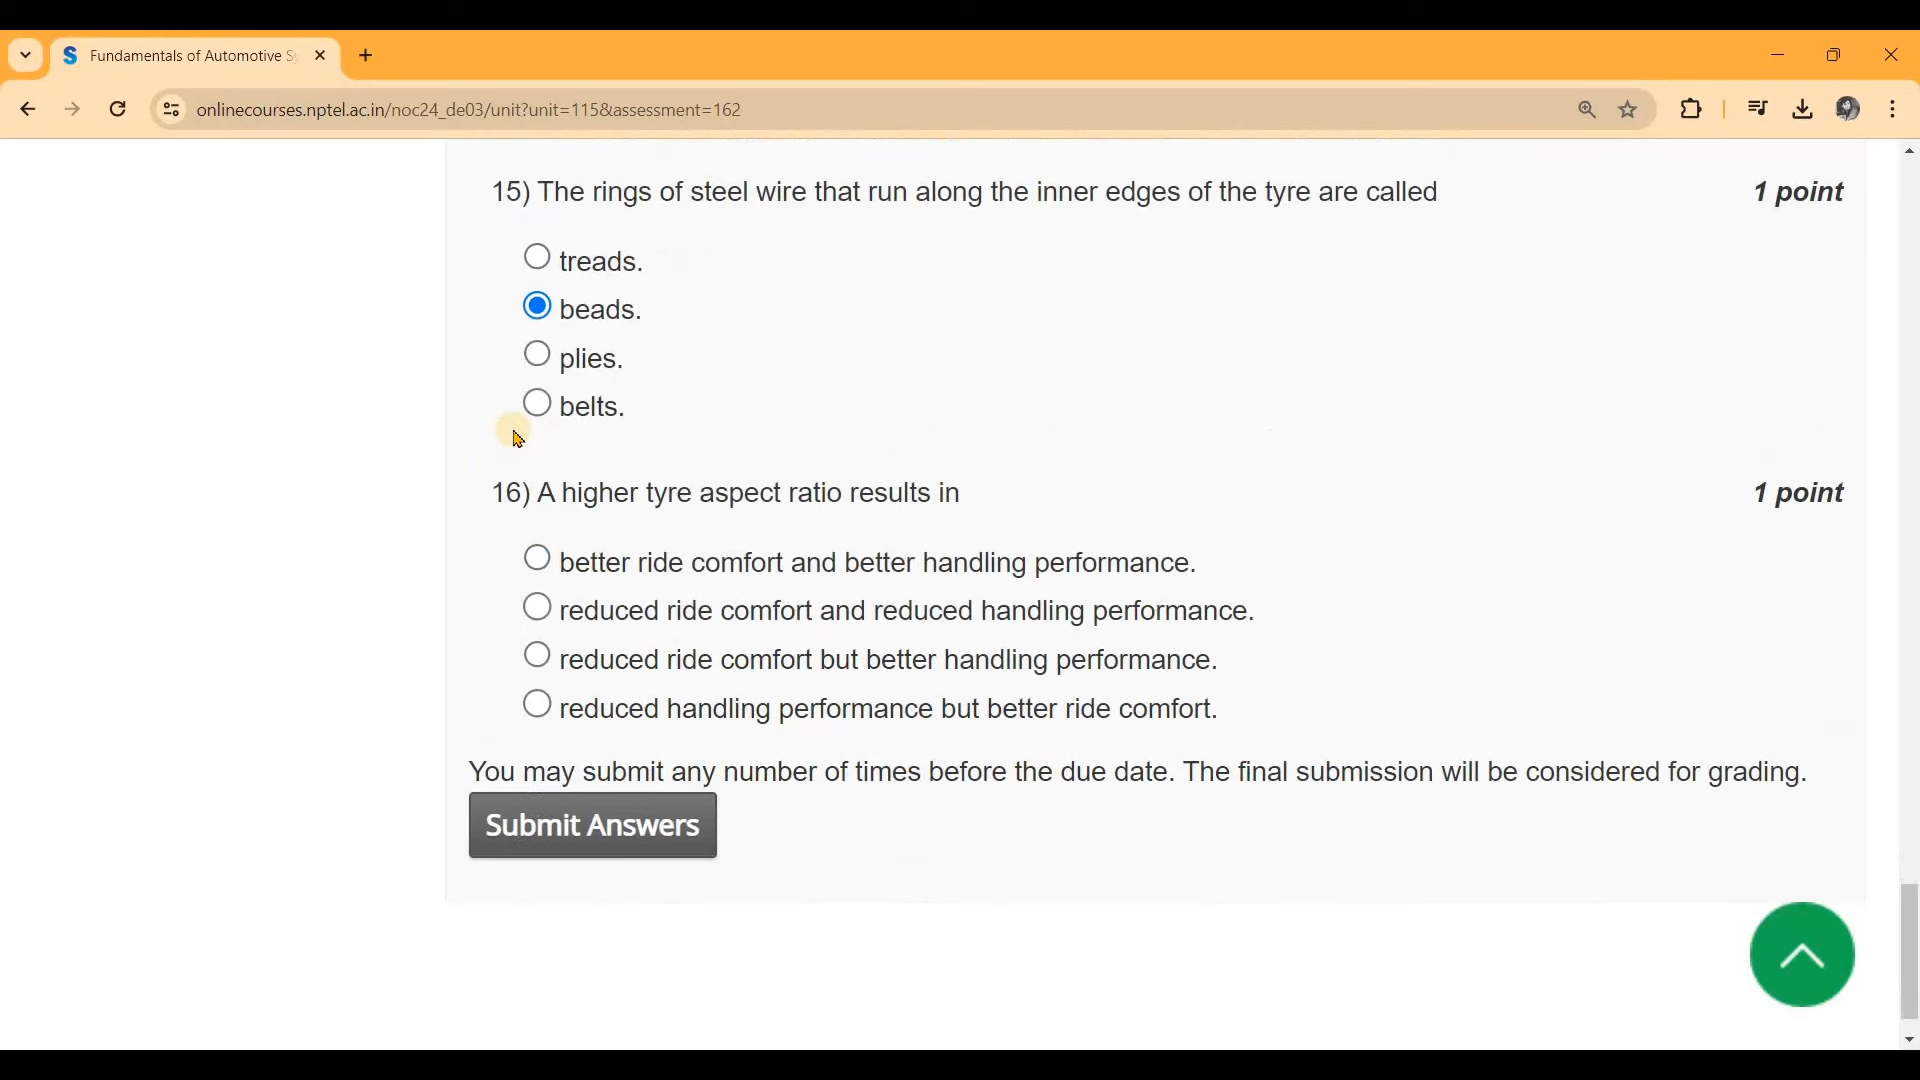 Fundamentals of Automotive Sy
onlinecourses.nptel.ac.in/noc24_de03/unit?unit=115&assessment=162
15) The rings of steel wire that run along the inner edges of the tyre are called
1 point
treads.
beads.
plies.
belts.
16) A higher tyre aspect ratio results in
1 point
better ride comfort and better handling performance.
reduced ride comfort and reduced handling performance.
reduced ride comfort but better handling performance.
reduced handling performance but better ride comfort.
You may submit any number of times before the due date. The final submission will be considered for grading.
Submit Answers